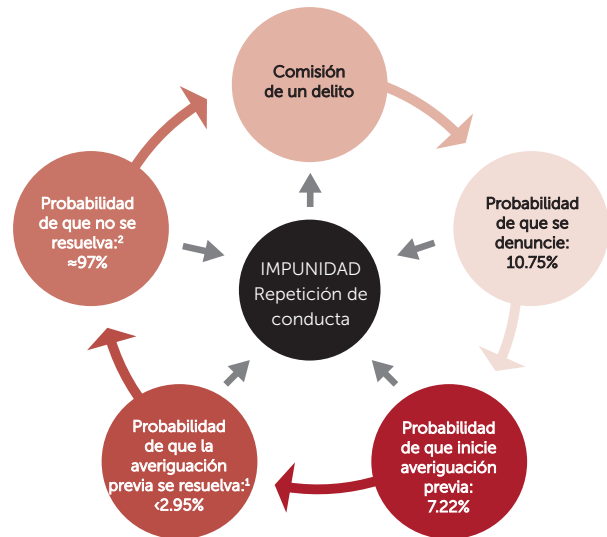 Comisión
de un delito
Probabilidad
de que se
denuncie:
10.75%
Probabilidad
de que inicie
averiguación
previa:
7.22%
Probabilidad
de que la
averiguación
previa se resuelva:¹
<2.95%
Probabilidad
de que no se
resuelva:²
≈97%
IMPUNIDAD
Repetición de
conducta